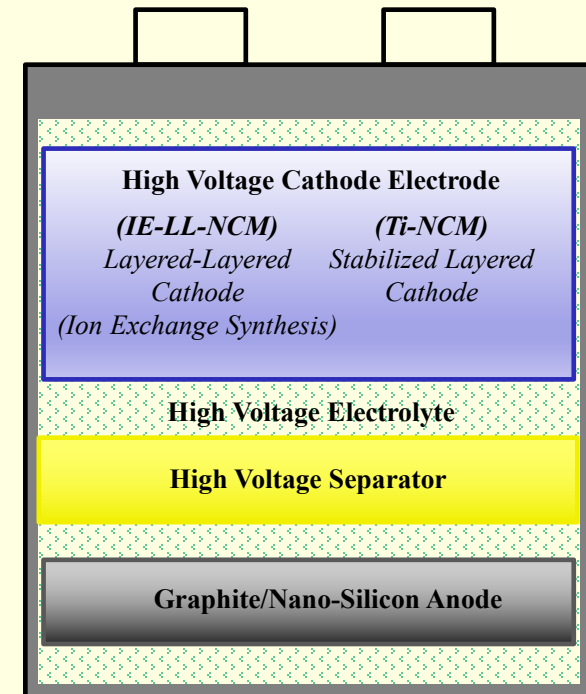 High Voltage Cathode Electrode
(IE-LL-NCM) (Ti-NCM)
Layered-Layered Stabilized Layered
Cathode Cathode
(Ion Exchange Synthesis)
High Voltage Electrolyte
High Voltage Separator
Graphite/Nano-Silicon Anode